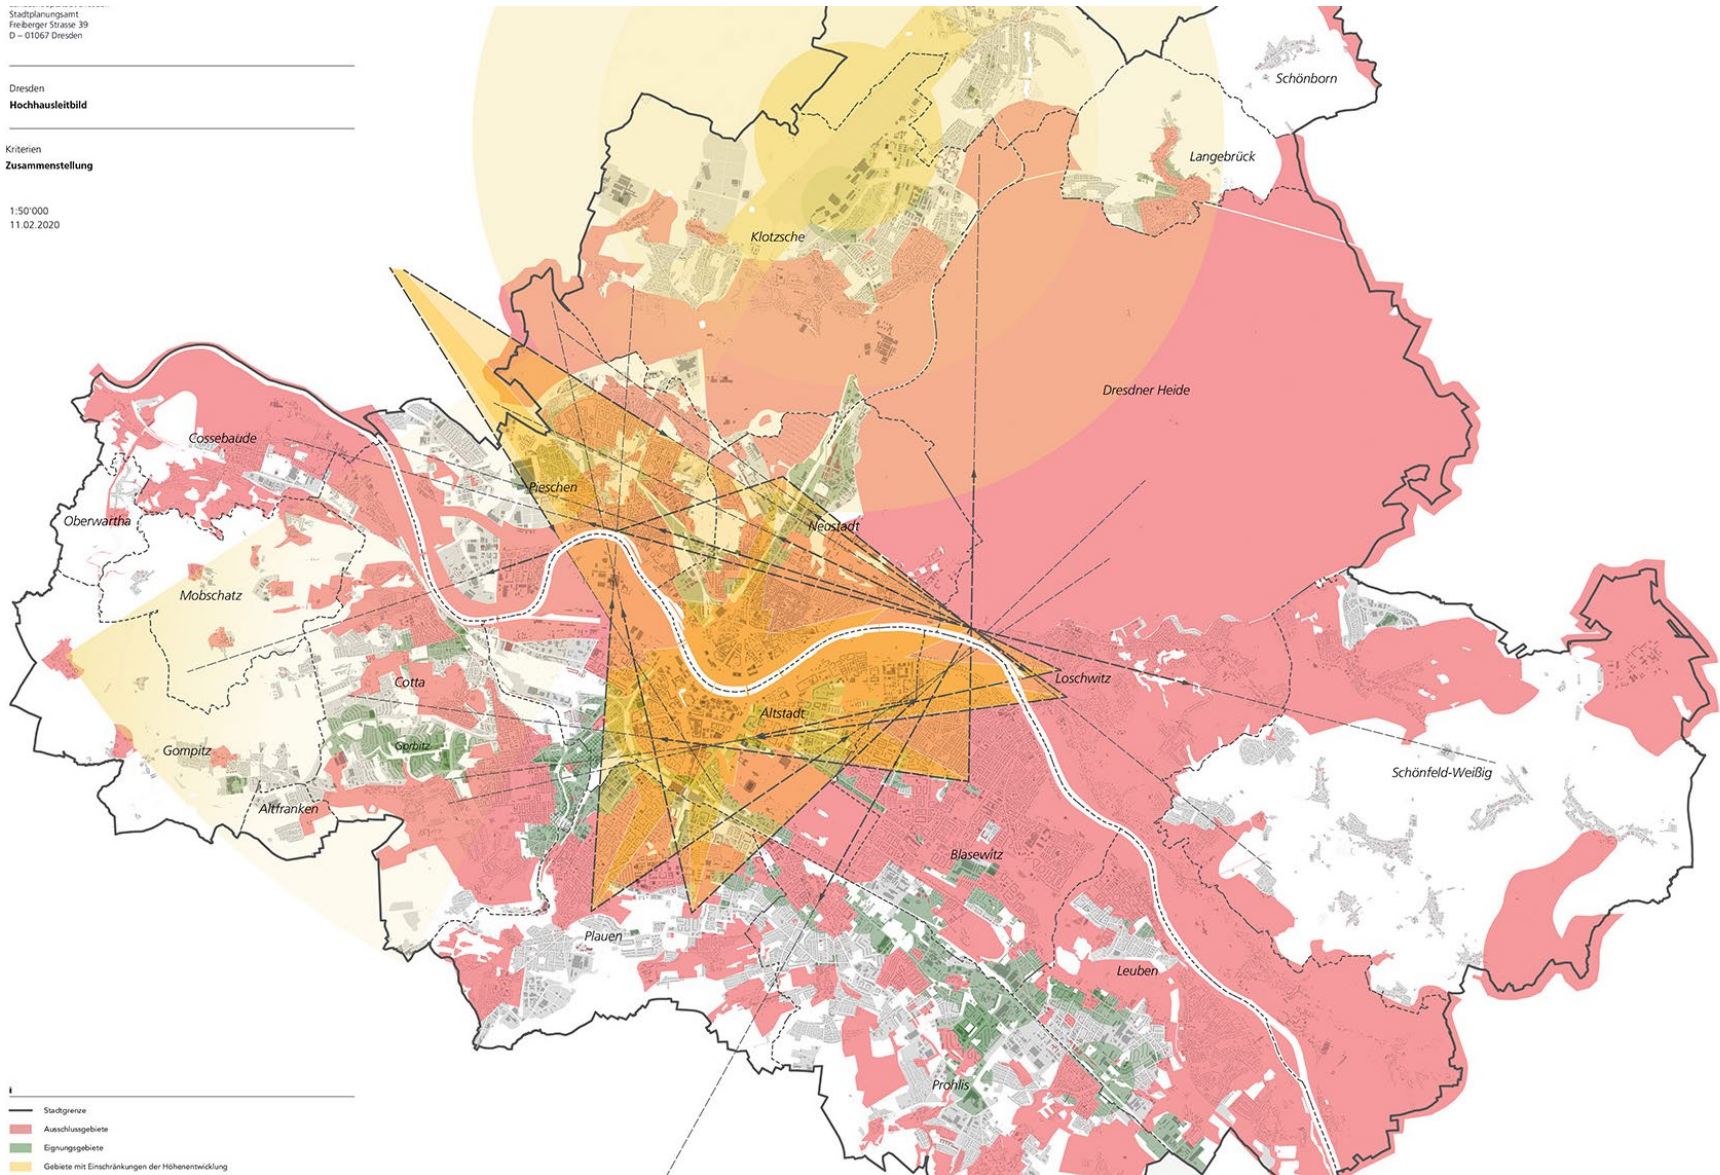 Stadtplanungsamt
Freiberger Strasse 39
D – 01067 Dresden
Dresden
Hochhausleitbild
Kriterien
Zusammenstellung
1:50'000
11.02.2020
Schönborn
Langebrück
Klotzsche
Dresdner Heide
Cossebaude
Pieschen
Oberwartha
Neustadt
Mobschatz
Cotta
Loschwitz
Altstadt
Gompitz
Gorbitz
Schönfeld-Weißig
Altfranken
Blasewitz
Plauen
Leuben
Prohlis
Stadtgrenze
Ausschlussgebiete
Eignungsgebiete
Gebiete mit Einschränkungen der Höhenentwicklung